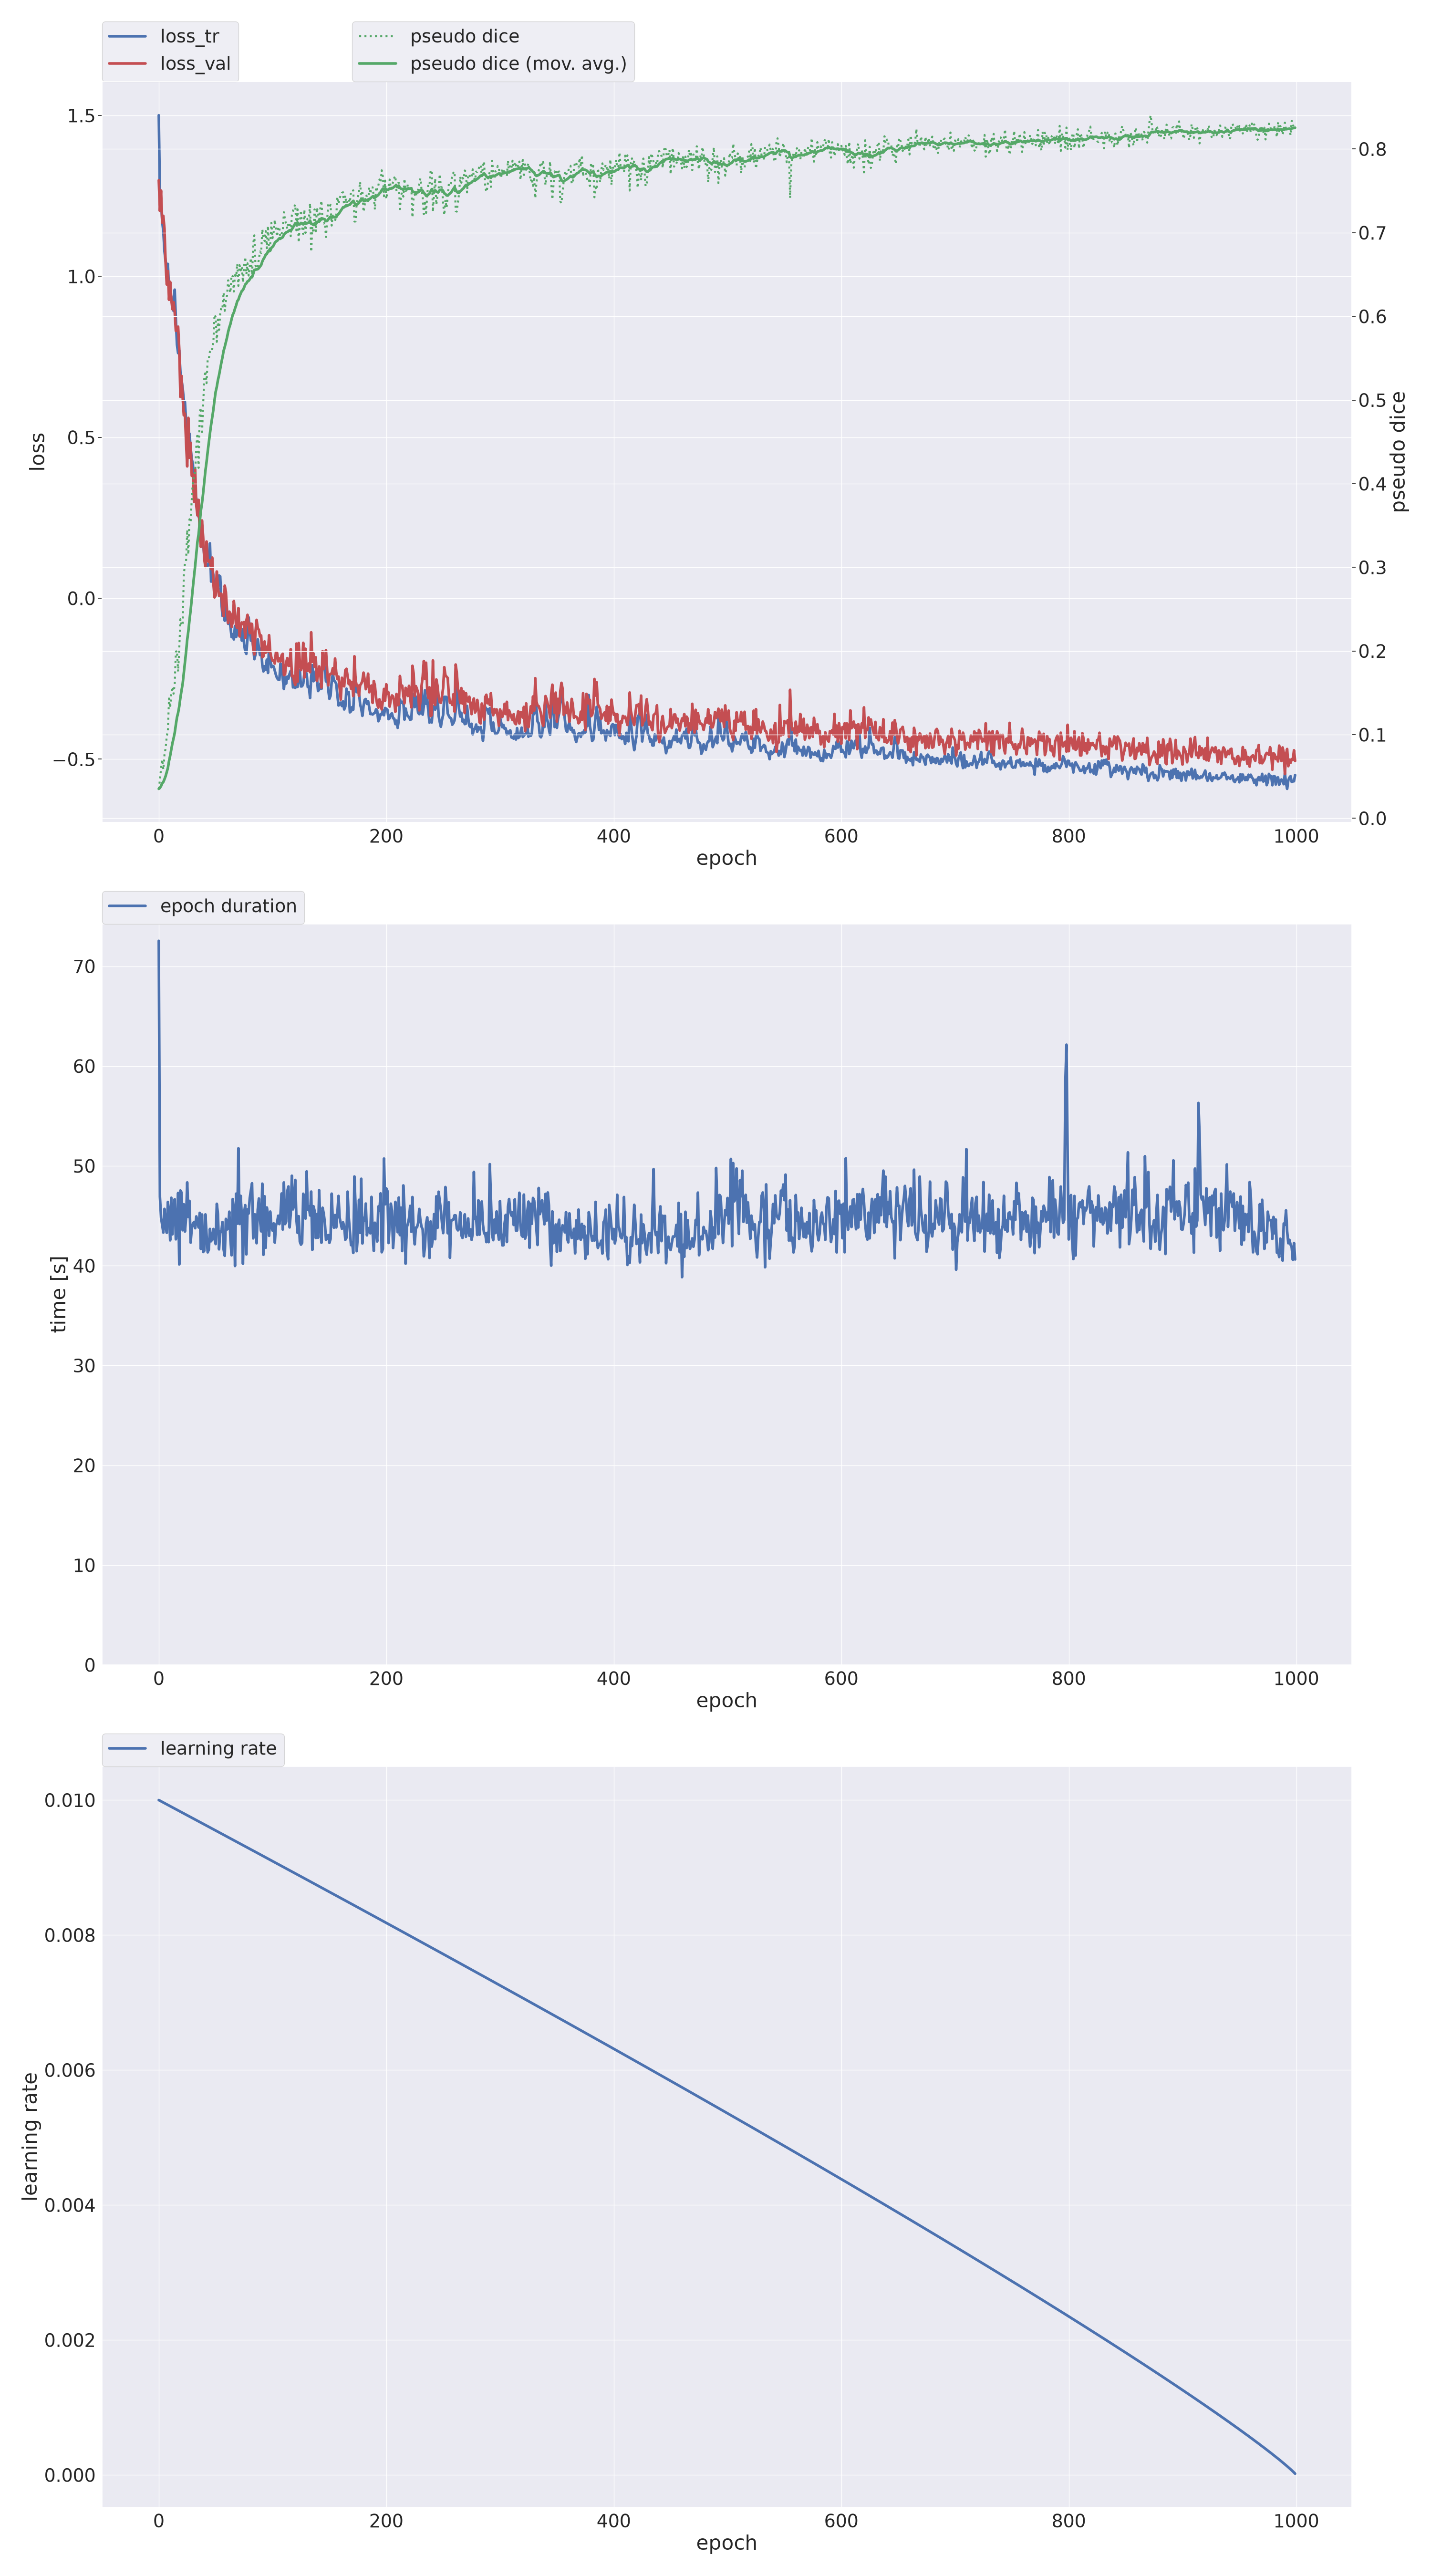 loss_tr
loss_val
pseudo dice
pseudo dice (mov. avg.)
1.5
1.0
0.5
0.0
−0.5
loss
0.8
0.7
0.6
0.5
0.4
0.3
0.2
0.1
0.0
pseudo dice
0 200 400 600 800 1000
epoch
epoch duration
70
60
50
40
30
20
10
0
time [s]
0 200 400 600 800 1000
epoch
learning rate
0.010
0.008
0.006
0.004
0.002
0.000
learning rate
0 200 400 600 800 1000
epoch